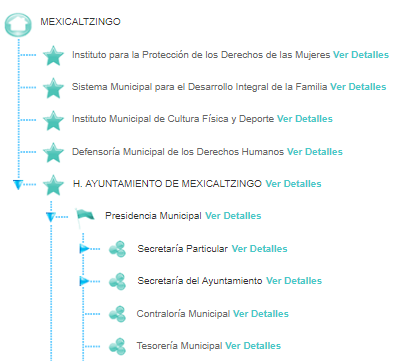 MEXICALTZINGO
Instituto para la Protección de los Derechos de las Mujeres Ver Detalles
Sistema Municipal para el Desarrollo Integral de la Familia Ver Detalles
Instituto Municipal de Cultura Física y Deporte Ver Detalles
Defensoría Municipal de los Derechos Humanos Ver Detalles
H. AYUNTAMIENTO DE MEXICALTZINGO Ver Detalles
Presidencia Municipal Ver Detalles
Secretaría Particular Ver Detalles
Secretaría del Ayuntamiento Ver Detalles
Contraloría Municipal Ver Detalles
Tesorería Municipal Ver Detalles